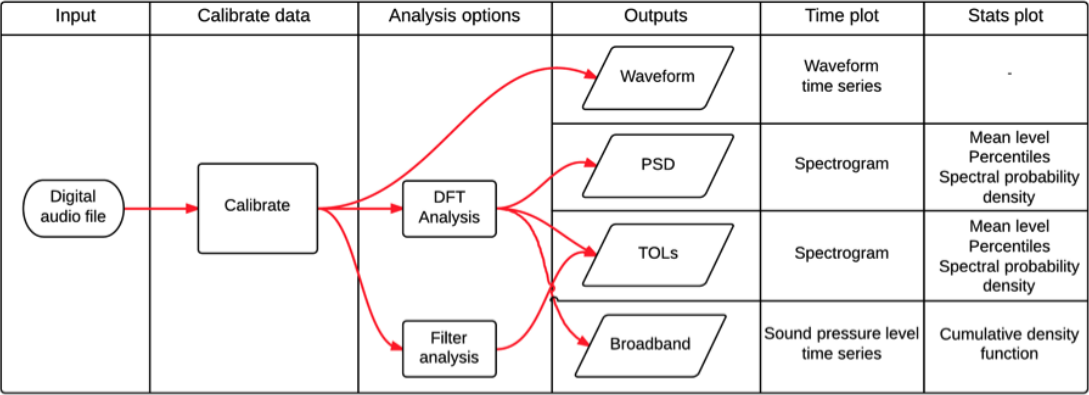 Input
Calibrate data
Analysis options
Outputs
Time plot
Stats plot
Digital
audio file
Calibrate
DFT
Analysis
Filter
analysis
Waveform
Waveform
time series
-
PSD
Spectrogram
Mean level
Percentiles
Spectral probability
density
TOLs
Spectrogram
Mean level
Percentiles
Spectral probability
density
Broadband
Sound pressure level
time series
Cumulative density
function